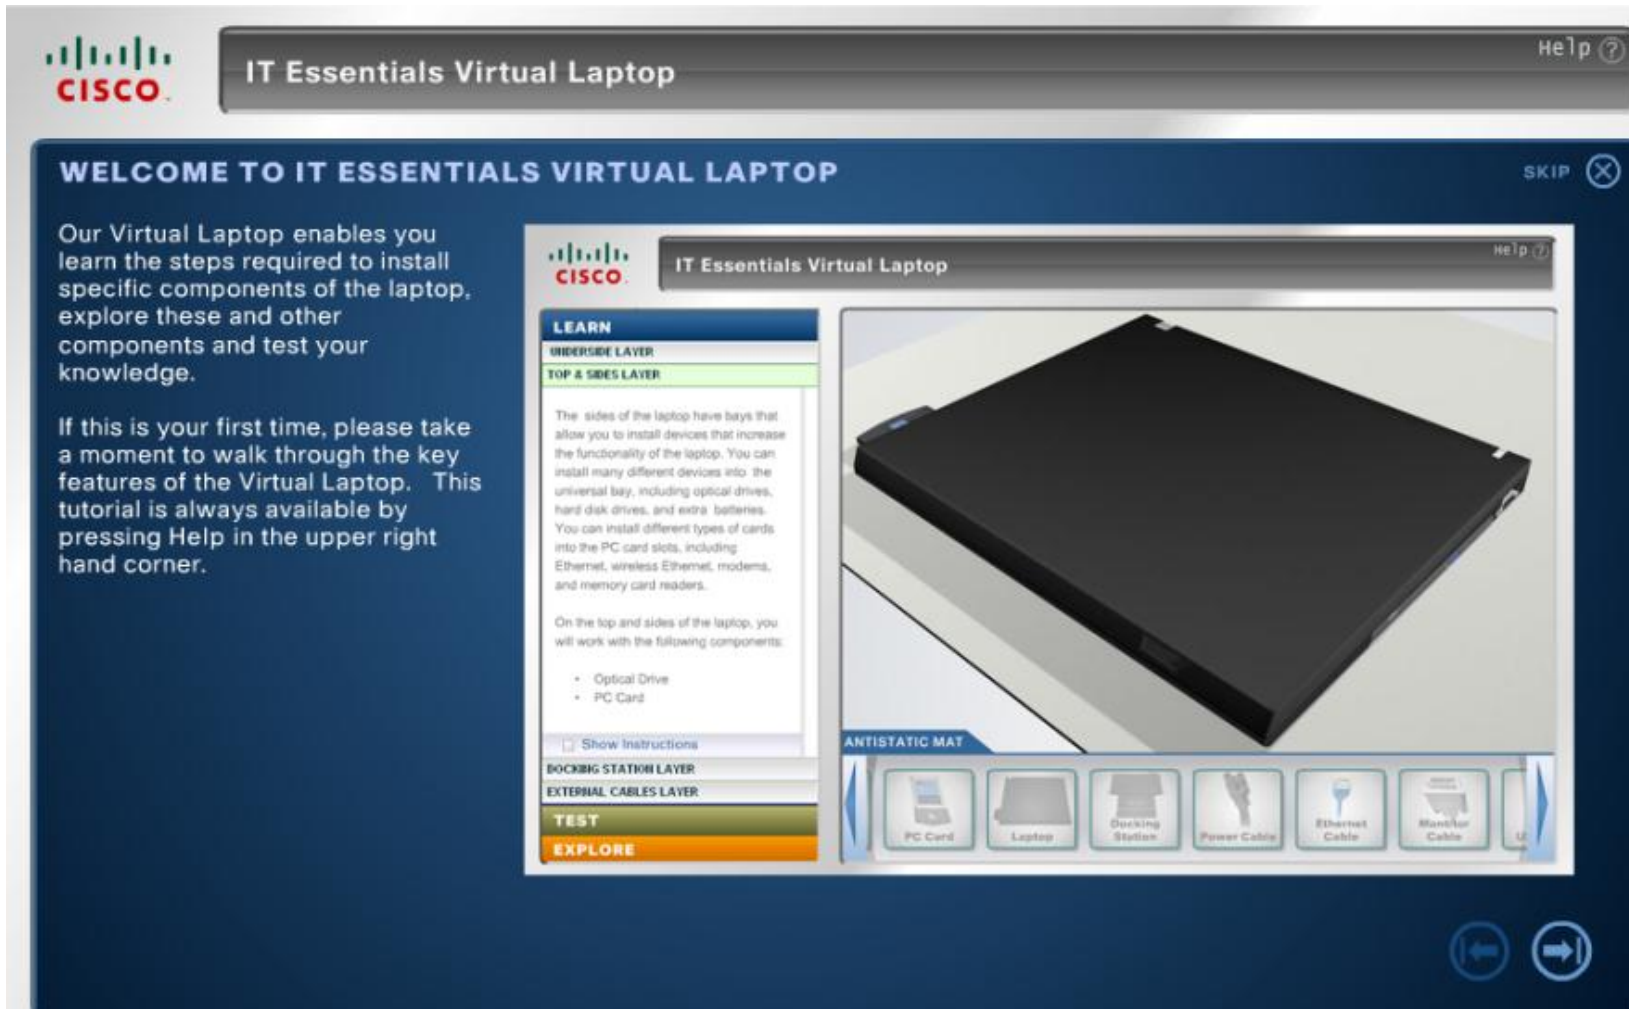 CISCO
IT Essentials Virtual Laptop
Help ?
WELCOME TO IT ESSENTIALS VIRTUAL LAPTOP
SKIP
Our Virtual Laptop enables you
learn the steps required to install
specific components of the laptop,
explore these and other
components and test your
knowledge.
If this is your first time, please take
a moment to walk through the key
features of the Virtual Laptop. This
tutorial is always available by
pressing Help in the upper right
hand corner.
CISCO
IT Essentials Virtual Laptop
Help ?
LEARN
UNDERSIDE LAYER
TOP & SIDES LAYER
The sides of the laptop have bays that
allow you to install devices that increase
the functionality of the laptop. You can
install many different devices into the
universal bay, including optical drives,
hard disk drives, and extra batteries.
You can install different types of cards
into the PC card slots, including
Ethernet, wireless Ethernet, modems,
and memory card readers.
On the top and sides of the laptop, you
will work with the following components:
• Optical Drive
• PC Card
Show Instructions
DOCKING STATION LAYER
EXTERNAL CABLES LAYER
TEST
EXPLORE
ANTISTATIC MAT
PC Card
Laptop
Docking
Station
Power Cable
Ethernet
Cable
Monitor
Cable